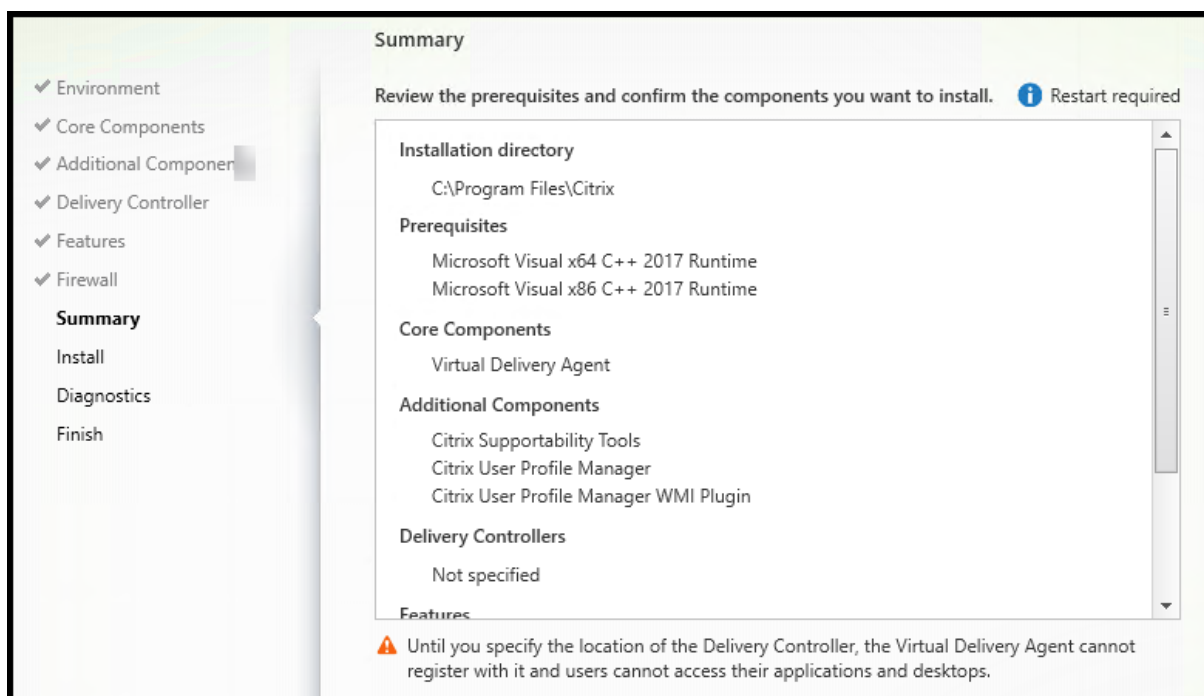 Summary
Environment
Core Components
Additional Componen
Delivery Controller
Features
Firewall
Summary
Install
Diagnostics
Finish
Review the prerequisites and confirm the components you want to install.
Restart required
Installation directory
C:\Program Files\Citrix
Prerequisites
Microsoft Visual x64 C++ 2017 Runtime
Microsoft Visual x86 C++ 2017 Runtime
Core Components
Virtual Delivery Agent
Additional Components
Citrix Supportability Tools
Citrix User Profile Manager
Citrix User Profile Manager WMI Plugin
Delivery Controllers
Not specified
Features
Until you specify the location of the Delivery Controller, the Virtual Delivery Agent cannot
register with it and users cannot access their applications and desktops.